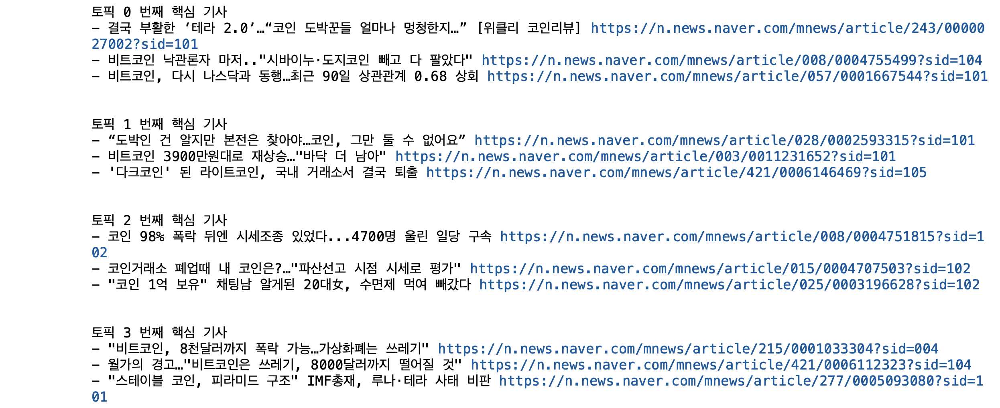 토픽 0 번째 핵심 기사
– 결국 부활한 ‘테라 2.0’…“코인 도박꾼들 얼마나 멍청한지…” [위클리 코인리뷰] https://n.news.naver.com/mnews/article/243/00000
27002?sid=101
– 비트코인 낙관론자 마저.."시바이누·도지코인 빼고 다 팔았다" https://n.news.naver.com/mnews/article/008/0004755499?sid=104
– 비트코인, 다시 나스닥과 동행…최근 90일 상관관계 0.68 상회 https://n.news.naver.com/mnews/article/057/0001667544?sid=101
토픽 1 번째 핵심 기사
– “도박인 건 알지만 본전은 찾아야…코인, 그만 둘 수 없어요” https://n.news.naver.com/mnews/article/028/0002593315?sid=101
– 비트코인 3900만원대로 재상승…"바닥 더 남아" https://n.news.naver.com/mnews/article/003/0011231652?sid=101
– '다크코인' 된 라이트코인, 국내 거래소서 결국 퇴출 https://n.news.naver.com/mnews/article/421/0006146469?sid=105
토픽 2 번째 핵심 기사
– 코인 98% 폭락 뒤엔 시세조종 있었다...4700명 울린 일당 구속 https://n.news.naver.com/mnews/article/008/0004751815?sid=1
02
– 코인거래소 폐업때 내 코인은?…"파산선고 시점 시세로 평가" https://n.news.naver.com/mnews/article/015/0004707503?sid=102
– "코인 1억 보유" 채팅남 알게된 20대女, 수면제 먹여 빼갔다 https://n.news.naver.com/mnews/article/025/0003196628?sid=102
토픽 3 번째 핵심 기사
– "비트코인, 8천달러까지 폭락 가능…가상화폐는 쓰레기" https://n.news.naver.com/mnews/article/215/0001033304?sid=004
– 월가의 경고…"비트코인은 쓰레기, 8000달러까지 떨어질 것" https://n.news.naver.com/mnews/article/421/0006112323?sid=104
– "스테이블 코인, 피라미드 구조" IMF총재, 루나·테라 사태 비판 https://n.news.naver.com/mnews/article/277/0005093080?sid=1
01